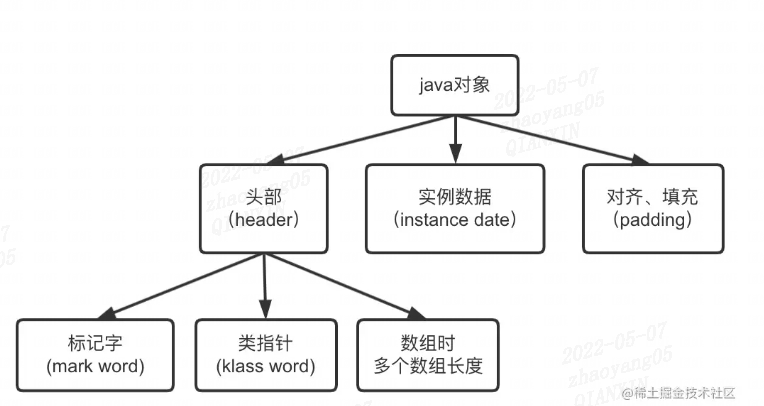 java对象
头部
（header）
实例数据
（instance date）
对齐、填充
（padding）
标记字
(mark word)
类指针
(klass word)
数组时
多个数组长度
2022-05-07
zhaoyang05
QIANXIN
2022-05-07
zhaoyang05
QIANXIN
2022-05-07
zhaoyang05
QIANXIN
@稀土掘金技术社区